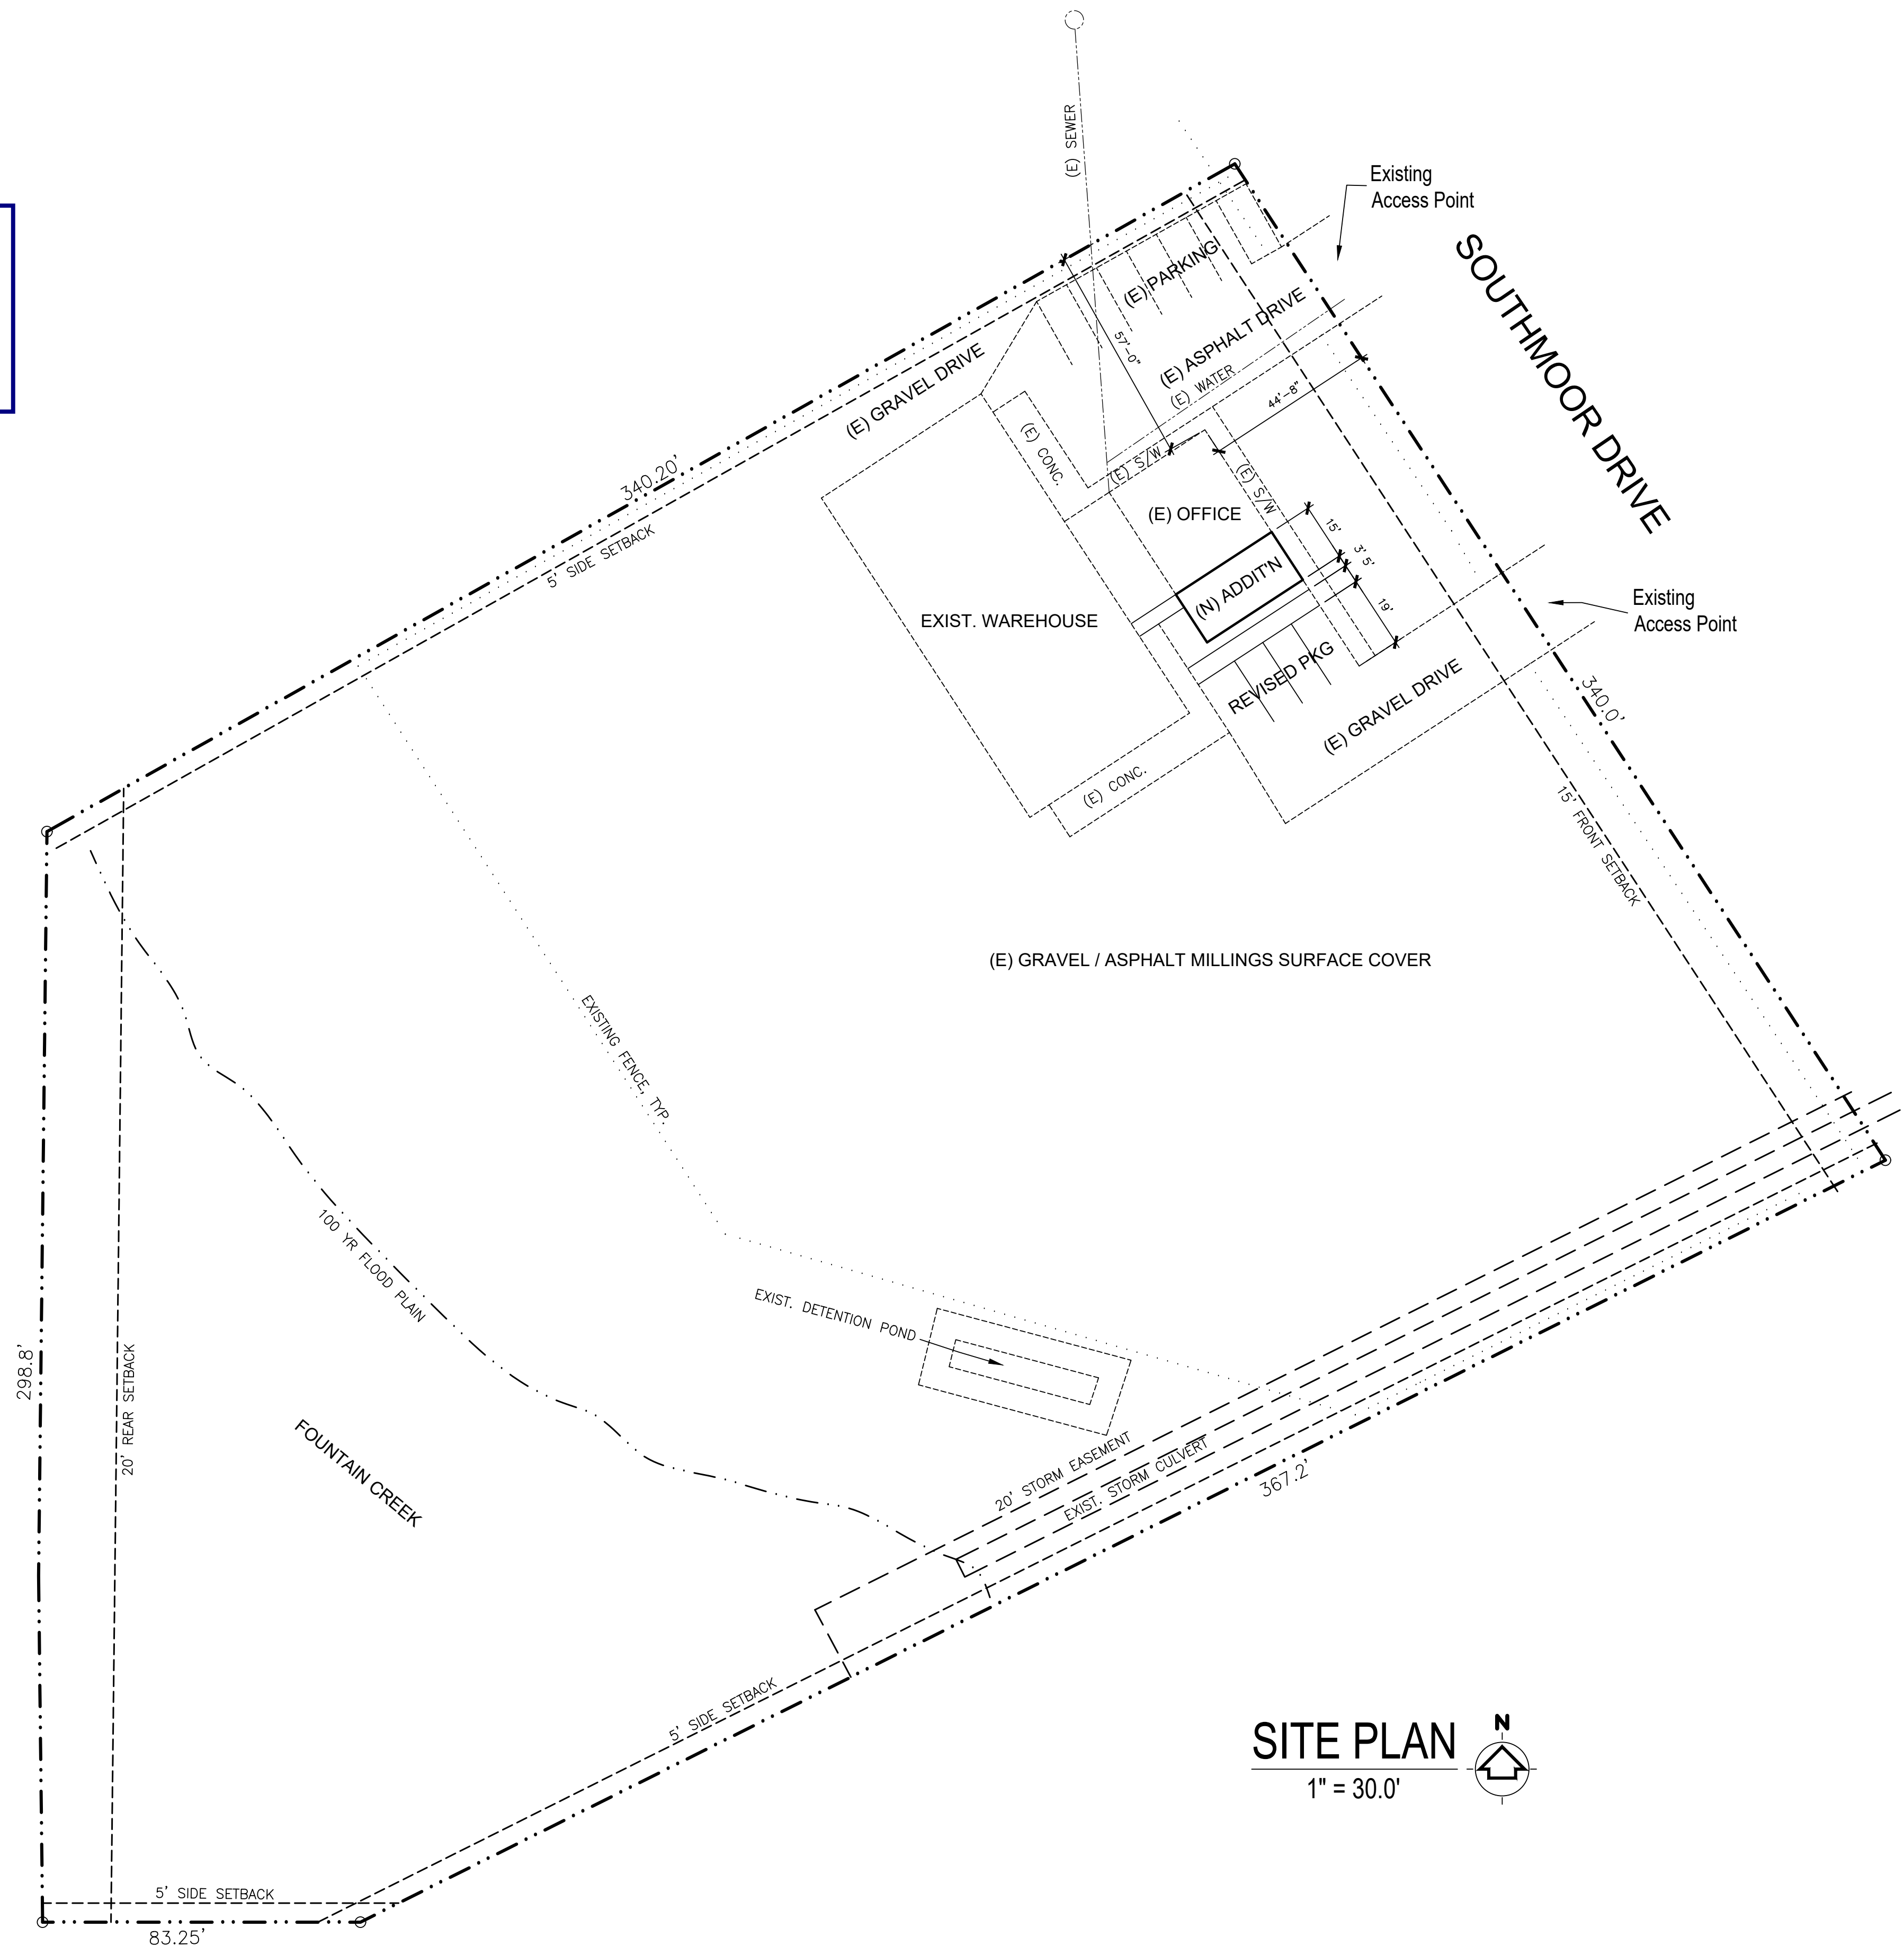 (E) SEWER
Existing
Access Point
SOUTHMOOR DRIVE
(E) PARKING
57'-0"
(E) ASPHALT DRIVE
(E) WATER
44'-8"
(E) GRAVEL DRIVE
(E) CONC.
(E) S/W
(E) S/W
340.20'
5' SIDE SETBACK
(E) OFFICE
15'
3' 5'
19'
(N) ADDIT'N
EXIST. WAREHOUSE
Existing
Access Point
REVISED PKG
(E) GRAVEL DRIVE
340.0'
(E) CONC.
15' FRONT SETBACK
(E) GRAVEL / ASPHALT MILLINGS SURFACE COVER
EXISTING FENCE, TYP.
100 YR FLOOD PLAIN
EXIST. DETENTION POND
298.8'
20' REAR SETBACK
FOUNTAIN CREEK
20' STORM EASEMENT
EXIST. STORM CULVERT
367.2'
5' SIDE SETBACK
SITE PLAN
1" = 30.0'
N
5' SIDE SETBACK
83.25'